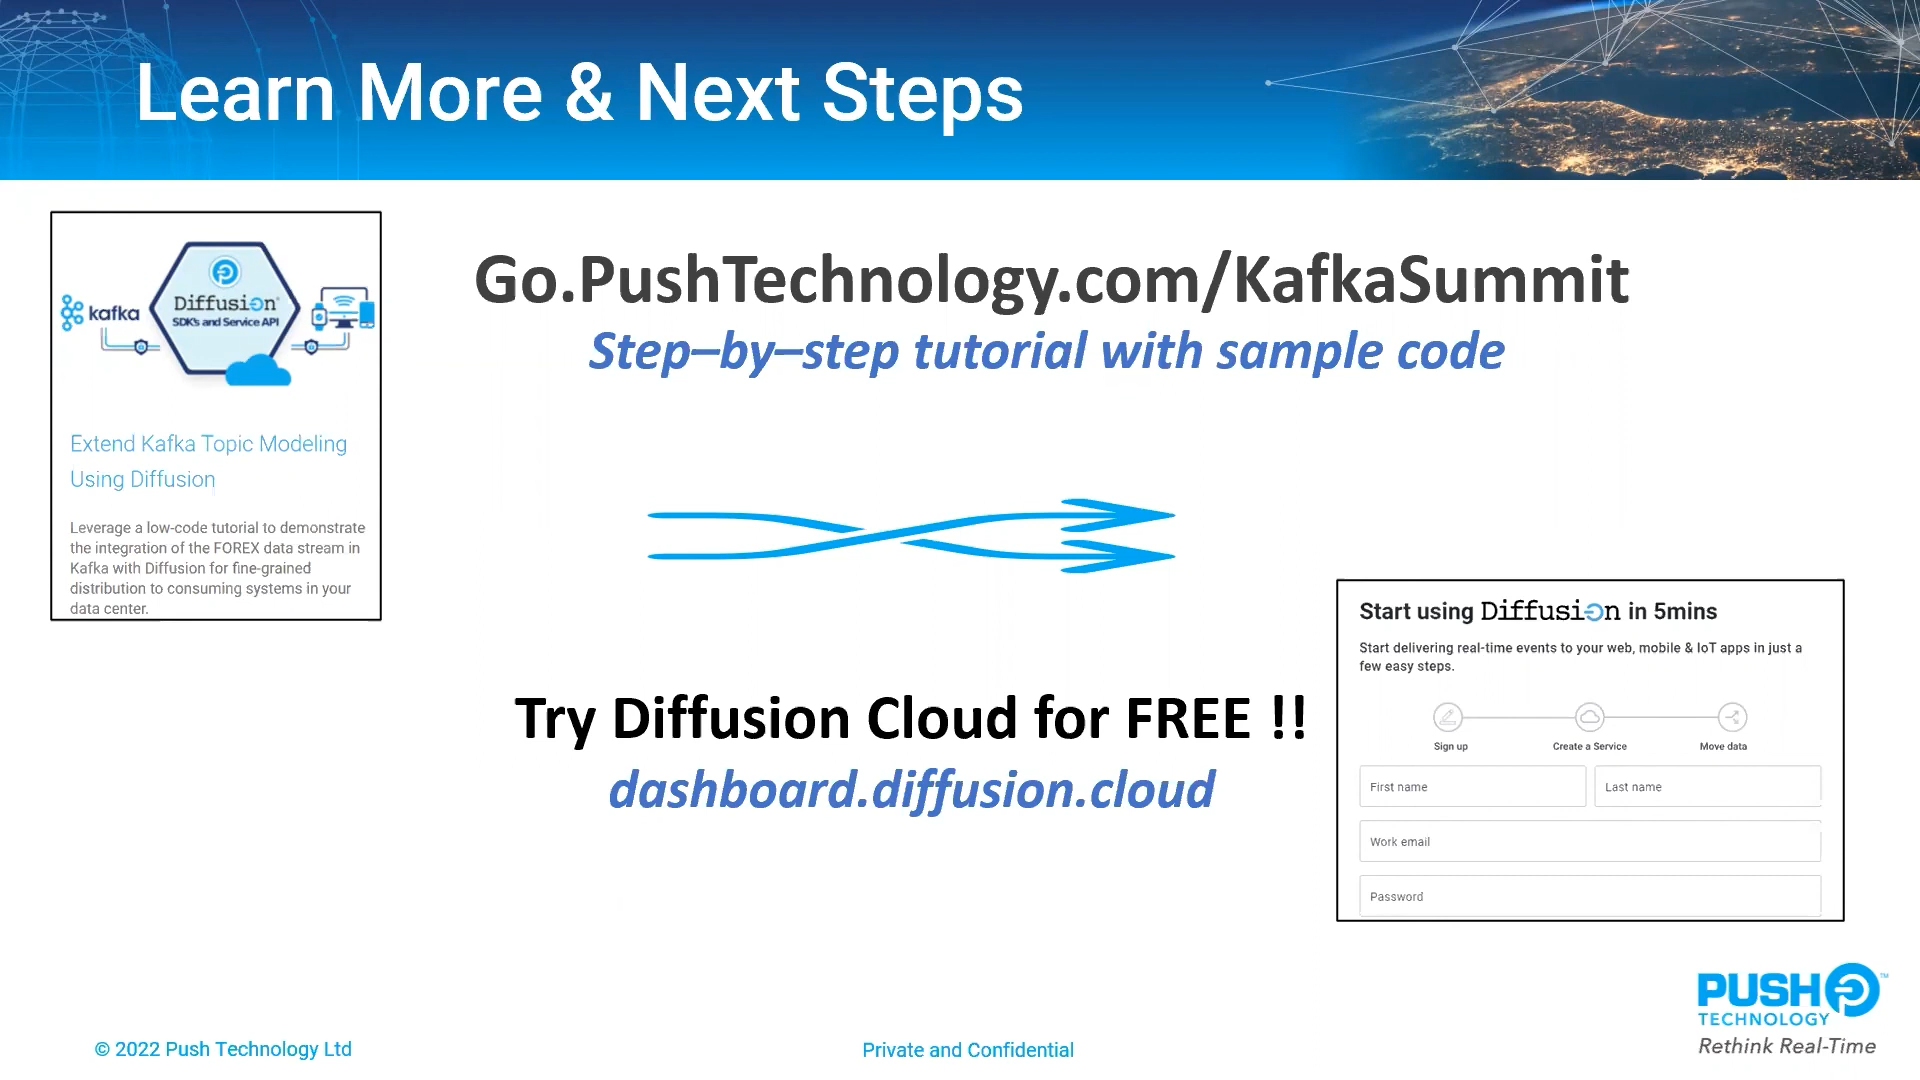 Learn More & Next Steps
kafka
Diffusion
SDK's and Service API
Extend Kafka Topic Modeling
Using Diffusion
Leverage a low-code tutorial to demonstrate
the integration of the FOREX data stream in
Kafka with Diffusion for fine-grained
distribution to consuming systems in your
data center.
Go.PushTechnology.com/KafkaSummit
Step–by–step tutorial with sample code
Try Diffusion Cloud for FREE !!
dashboard.diffusion.cloud
Start using Diffusion in 5mins
Start delivering real-time events to your web, mobile & IoT apps in just a
few easy steps.
Sign up Create a Service Move data
First name Last name
Work email
Password
PUSH™
TECHNOLOGY
Rethink Real-Time
© 2022 Push Technology Ltd
Private and Confidential